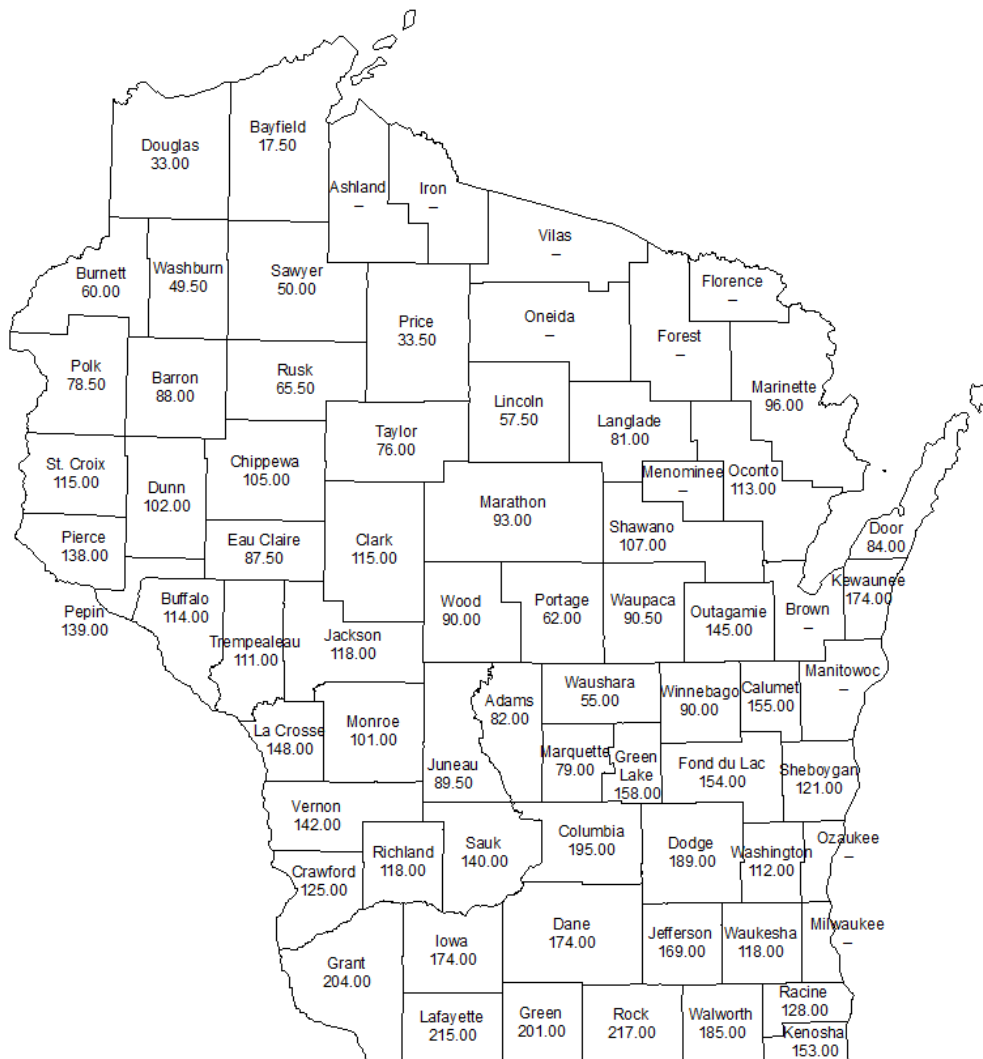 Bayfield
17.50
Douglas
33.00
Ashland
–
Iron
–
Vilas
–
Burnett
60.00
Washburn
49.50
Sawyer
50.00
Florence
–
Price
33.50
Oneida
–
Forest
–
Polk
78.50
Barron
88.00
Rusk
65.50
Lincoln
57.50
Marinette
96.00
Taylor
76.00
Langlade
81.00
St. Croix
115.00
Dunn
102.00
Chippewa
105.00
Marathon
93.00
Menominee
–
Oconto
113.00
Pierce
138.00
Eau Claire
87.50
Clark
115.00
Shawano
107.00
Door
84.00
Pepin
139.00
Buffalo
114.00
Trempealeau
111.00
Jackson
118.00
Wood
90.00
Portage
62.00
Waupaca
90.50
Outagamie
145.00
Brown
–
Kewaunee
174.00
La Crosse
148.00
Monroe
101.00
Juneau
89.50
Adams
82.00
Waushara
55.00
Winnebago
90.00
Calumet
155.00
Manitowoc
–
Marquette
79.00
Green
Lake
158.00
Fond du Lac
154.00
Sheboygan
121.00
Vernon
142.00
Richland
118.00
Sauk
140.00
Columbia
195.00
Dodge
189.00
Washington
112.00
Ozaukee
–
Crawford
125.00
Grant
204.00
Iowa
174.00
Dane
174.00
Jefferson
169.00
Waukesha
118.00
Milwaukee
–
Lafayette
215.00
Green
201.00
Rock
217.00
Walworth
185.00
Racine
128.00
Kenosha
153.00